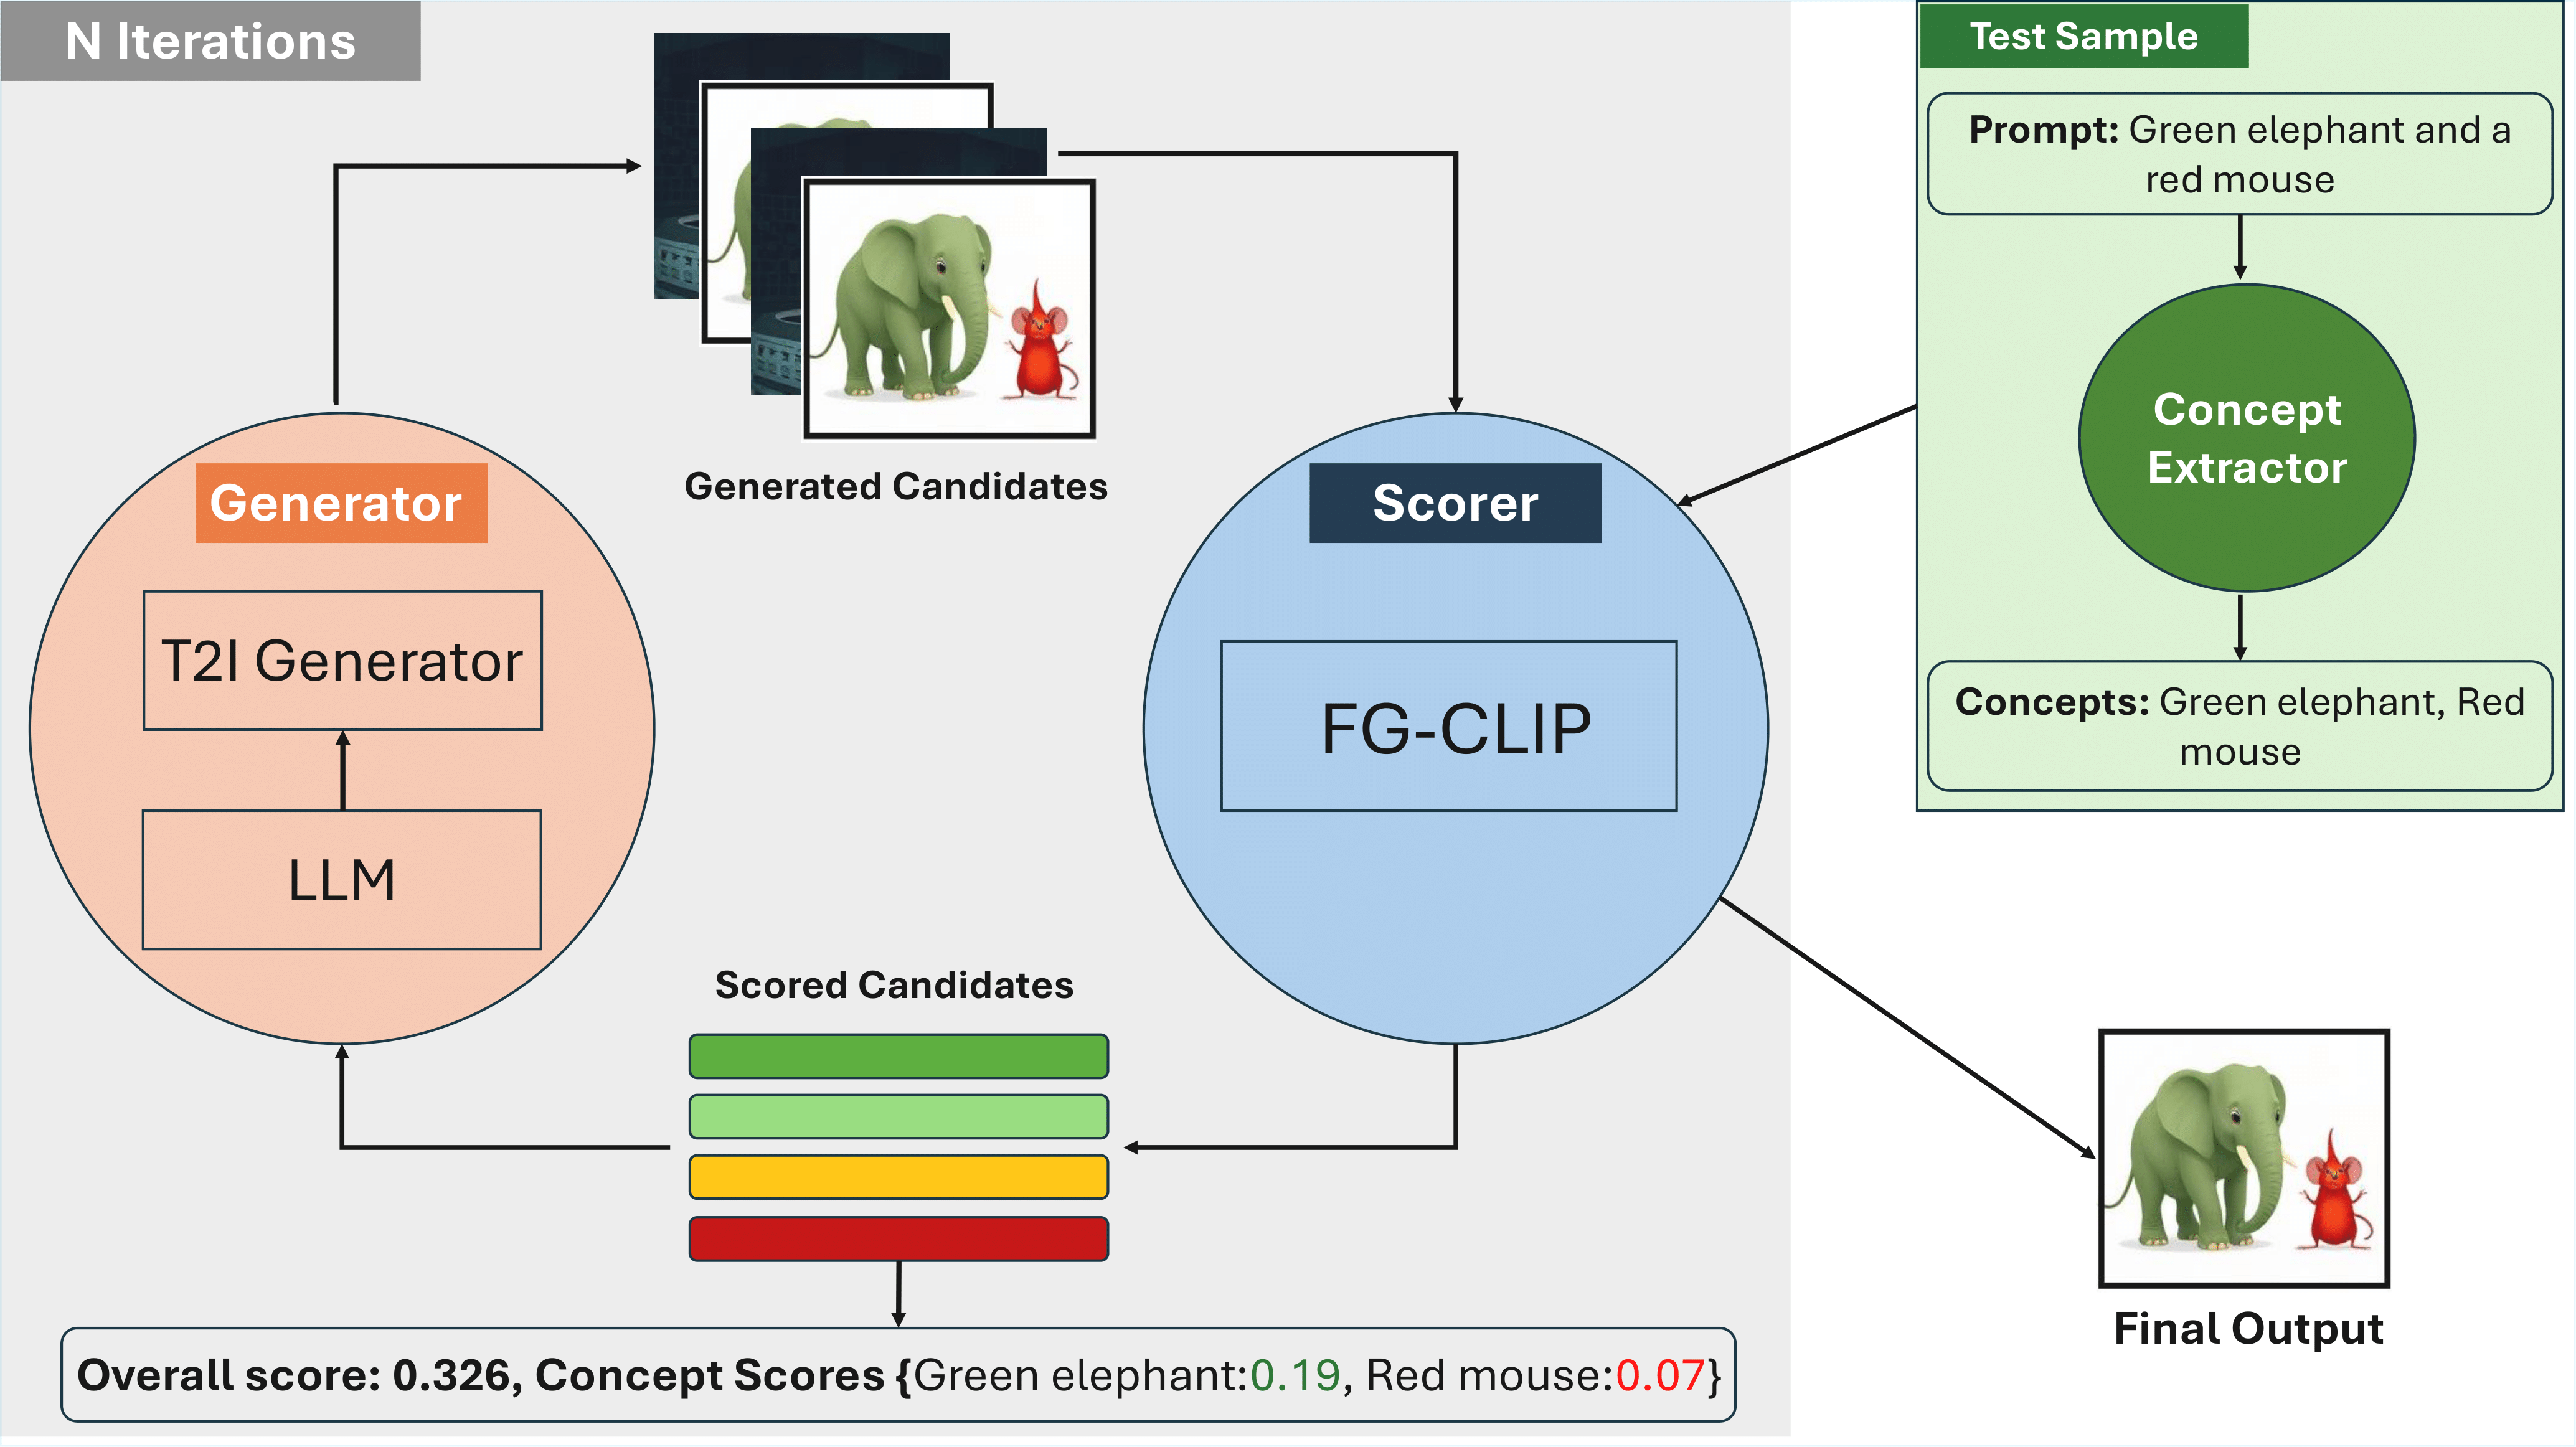 N Iterations
Test Sample
Prompt: Green elephant and a
red mouse
Concept
Extractor
Concepts: Green elephant, Red
mouse
Generated Candidates
Generator
T2I Generator
LLM
Scorer
FG-CLIP
Scored Candidates
Overall score: 0.326, Concept Scores {Green elephant:0.19, Red mouse:0.07}
Final Output